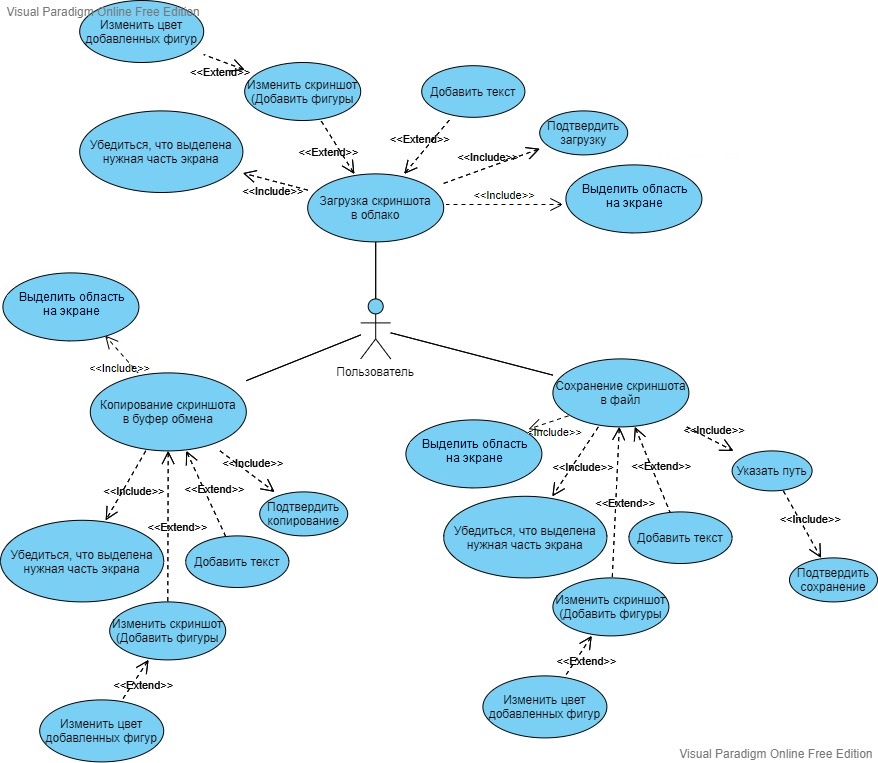 Visual Paradigm Online Free Edition
Изменить цвет
добавленных фигур
<<Extend>>
Изменить скриншот
(Добавить фигуры
Добавить текст
Подтвердить
загрузку
Убедиться, что выделена
нужная часть экрана
<<Extend>>
<<Extend>>
<<Include>>
<<Include>>
<<Include>>
Выделить область
на экране
Загрузка скриншота
в облако
Выделить область
на экране
<<Include>>
Пользователь
Копирование скриншота
в буфер обмена
Сохранение скриншота
в файл
<<Include>>
<<Include>>
Выделить область
на экране
<<Include>>
<<Extend>>
<<Include>>
<<Extend>>
Указать путь
<<Include>>
<<Extend>>
<<Extend>>
<<Include>>
Подтвердить
копирование
<<Extend>>
<<Include>>
Убедиться, что выделена
нужная часть экрана
Добавить текст
Убедиться, что выделена
нужная часть экрана
Добавить текст
Подтвердить
сохранение
Изменить скриншот
(Добавить фигуры
Изменить скриншот
(Добавить фигуры
<<Extend>>
<<Extend>>
Изменить цвет
добавленных фигур
Изменить цвет
добавленных фигур
Visual Paradigm Online Free Edition